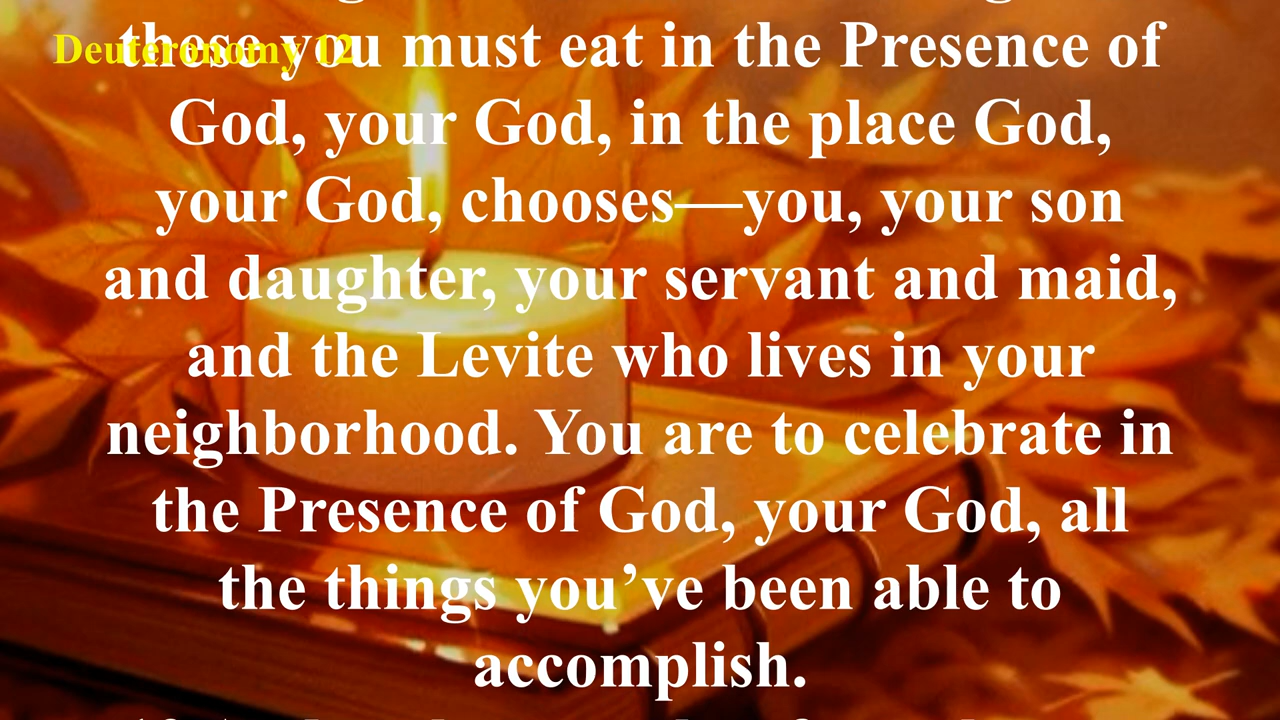 Deuteronomy 12
these you must eat in the Presence of
God, your God, in the place God,
your God, chooses—you, your son
and daughter, your servant and maid,
and the Levite who lives in your
neighborhood. You are to celebrate in
the Presence of God, your God, all
the things you’ve been able to
accomplish.